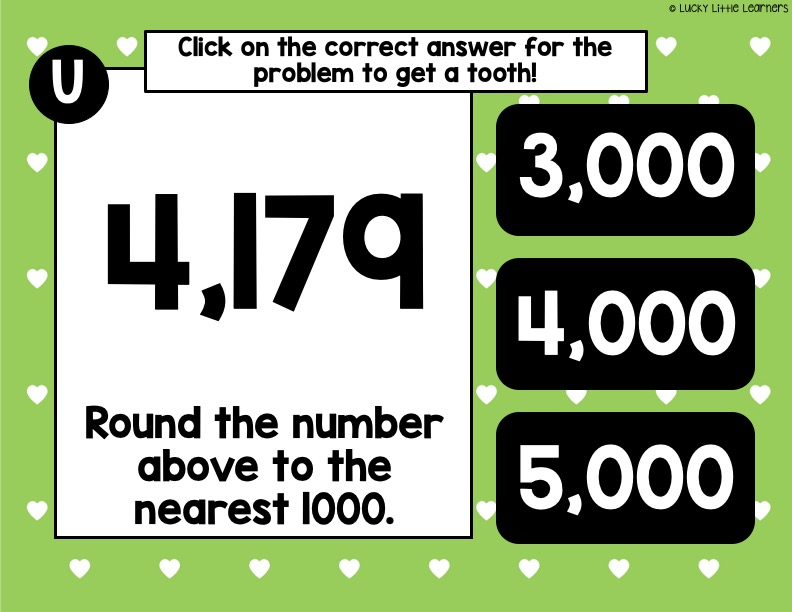 © Lucky Little Learners
Click on the correct answer for the
problem to get a tooth!
U
4,179
Round the number
above to the
nearest 1000.
3,000
4,000
5,000